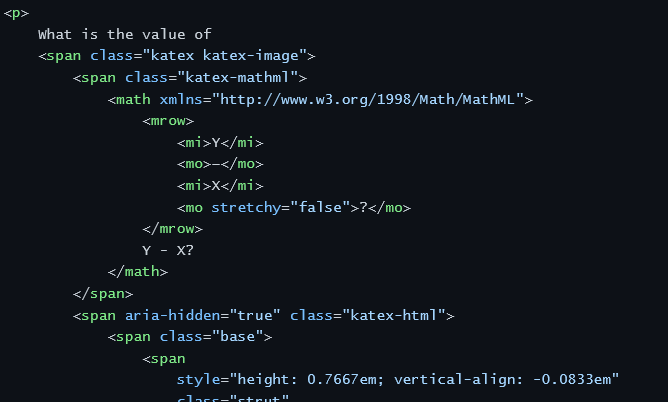 <p>
What is the value of
<span class="katex katex-image">
<span class="katex-mathml">
<math xmlns="http://www.w3.org/1998/Math/MathML">
<mrow>
<mi>Y</mi>
<mo>−</mo>
<mi>X</mi>
<mo stretchy="false">?</mo>
</mrow>
Y - X?
</math>
</span>
<span aria-hidden="true" class="katex-html">
<span class="base">
<span
style="height: 0.7667em; vertical-align: -0.0833em"
class="strut"